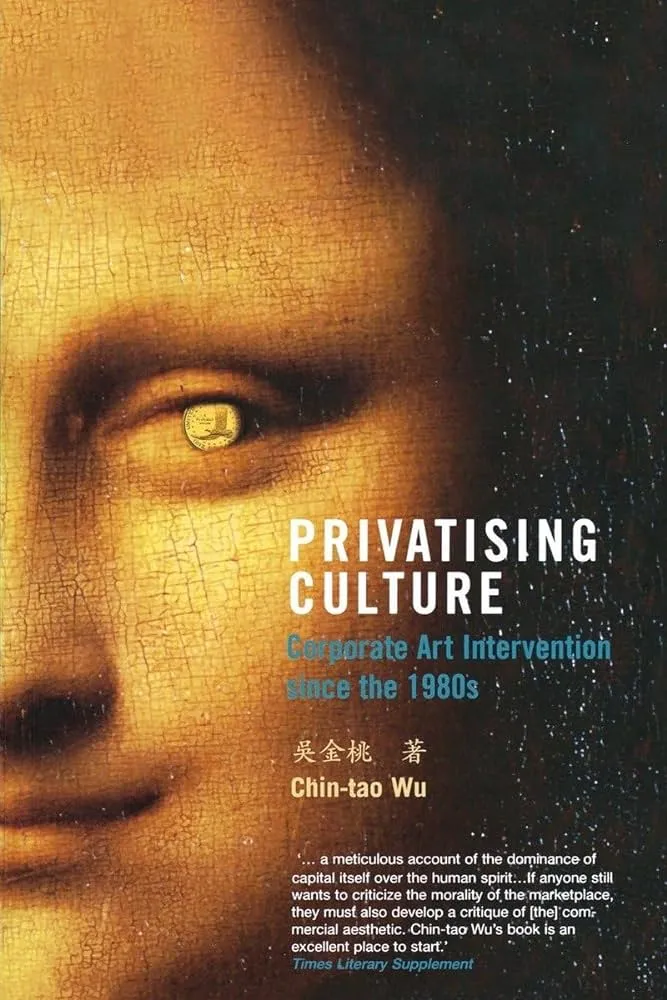 PRIVATISING
CULTURE
Corporate Art Intervention
since the 1980s
吳金桃 著
Chin-tao Wu
‘... a meticulous account of the dominance of
capital itself over the human spirit...If anyone still
wants to criticize the morality of the marketplace,
they must also develop a critique of [the] com-
mercial aesthetic. Chin-tao Wu’s book is an
excellent place to start.’
Times Literary Supplement